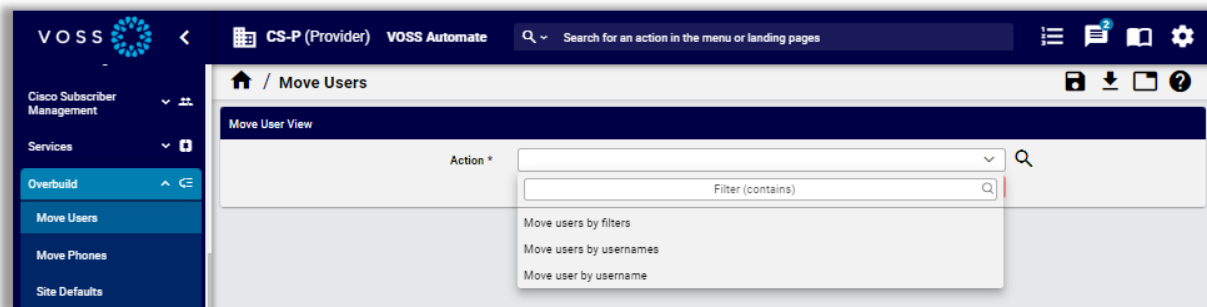 VOSS
CS-P (Provider) VOSS Automate
Search for an action in the menu or landing pages
2
/ Move Users
Cisco Subscriber
Management
Services
Overbuild
Move Users
Move Phones
Site Defaults
Move User View
Action *
Filter (contains)
Move users by filters
Move users by usernames
Move user by username